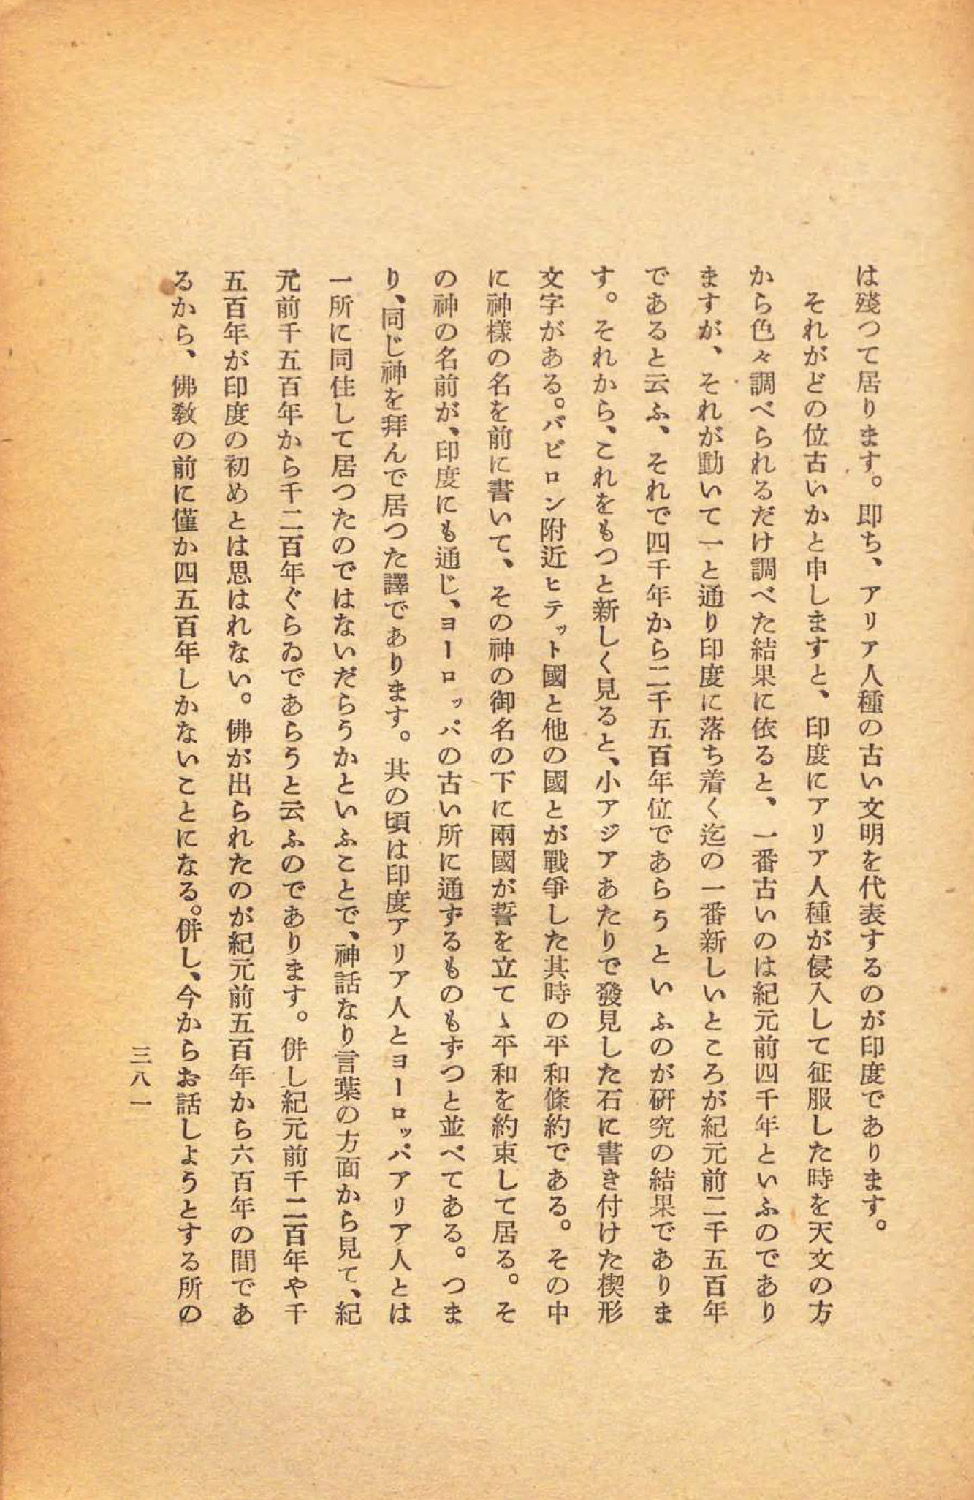 は殘つて居ります。卽ち、アリア人種の古い文明を代表するのが印度であります。
それがどの位古いかと申しますと、印度にアリア人種が侵入して征服した時を天文の方
から色々調べられるだけ調べた結果に依ると、一番古いのは紀元前四千年といふのであり
ますが、それが動いて一と通り印度に落ち着く迄の一番新しいところが紀元前二千五百年
であると云ふ、それで四千年から二千五百年位であらうといふのが硏究の結果でありま
す。それから、これをもつと新しく見ると、小アジアあたりで發見した石に書き付けた楔形
文字がある。バビロン附近ヒテット國と他の國とが戰爭した其時の平和條約である。その中
に神樣の名を前に書いて、その神の御名の下に兩國が誓を立てゝ平和を約束して居る。そ
の神の名前が、印度にも通じ、ヨーロッパの古い所に通ずるものもずつと並べてある。つま
り、同じ神を拜んで居つた譯であります。其の頃は印度アリア人とヨーロッパアリア人とは
一所に同住して居つたのではないだらうかといふことで、神話なり言葉の方面から見て、紀
元前千五百年から千二百年ぐらゐであらうと云ふのであります。併し紀元前千二百年や千
五百年が印度の初めとは思はれない。佛が出られたのが紀元前五百年から六百年の間であ
るから、佛敎の前に僅か四五百年しかないことになる。併し、今からお話しようとする所の
三八一